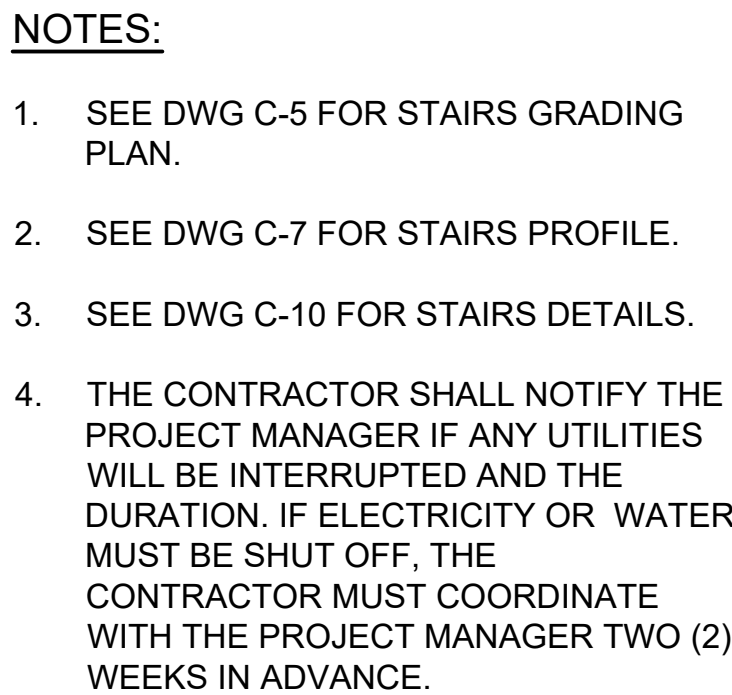 NOTES:
1. SEE DWG C-5 FOR STAIRS GRADING
PLAN.
2. SEE DWG C-7 FOR STAIRS PROFILE.
3. SEE DWG C-10 FOR STAIRS DETAILS.
4. THE CONTRACTOR SHALL NOTIFY THE
PROJECT MANAGER IF ANY UTILITIES
WILL BE INTERRUPTED AND THE
DURATION. IF ELECTRICITY OR  WATER
MUST BE SHUT OFF, THE
CONTRACTOR MUST COORDINATE
WITH THE PROJECT MANAGER TWO (2)
WEEKS IN ADVANCE.